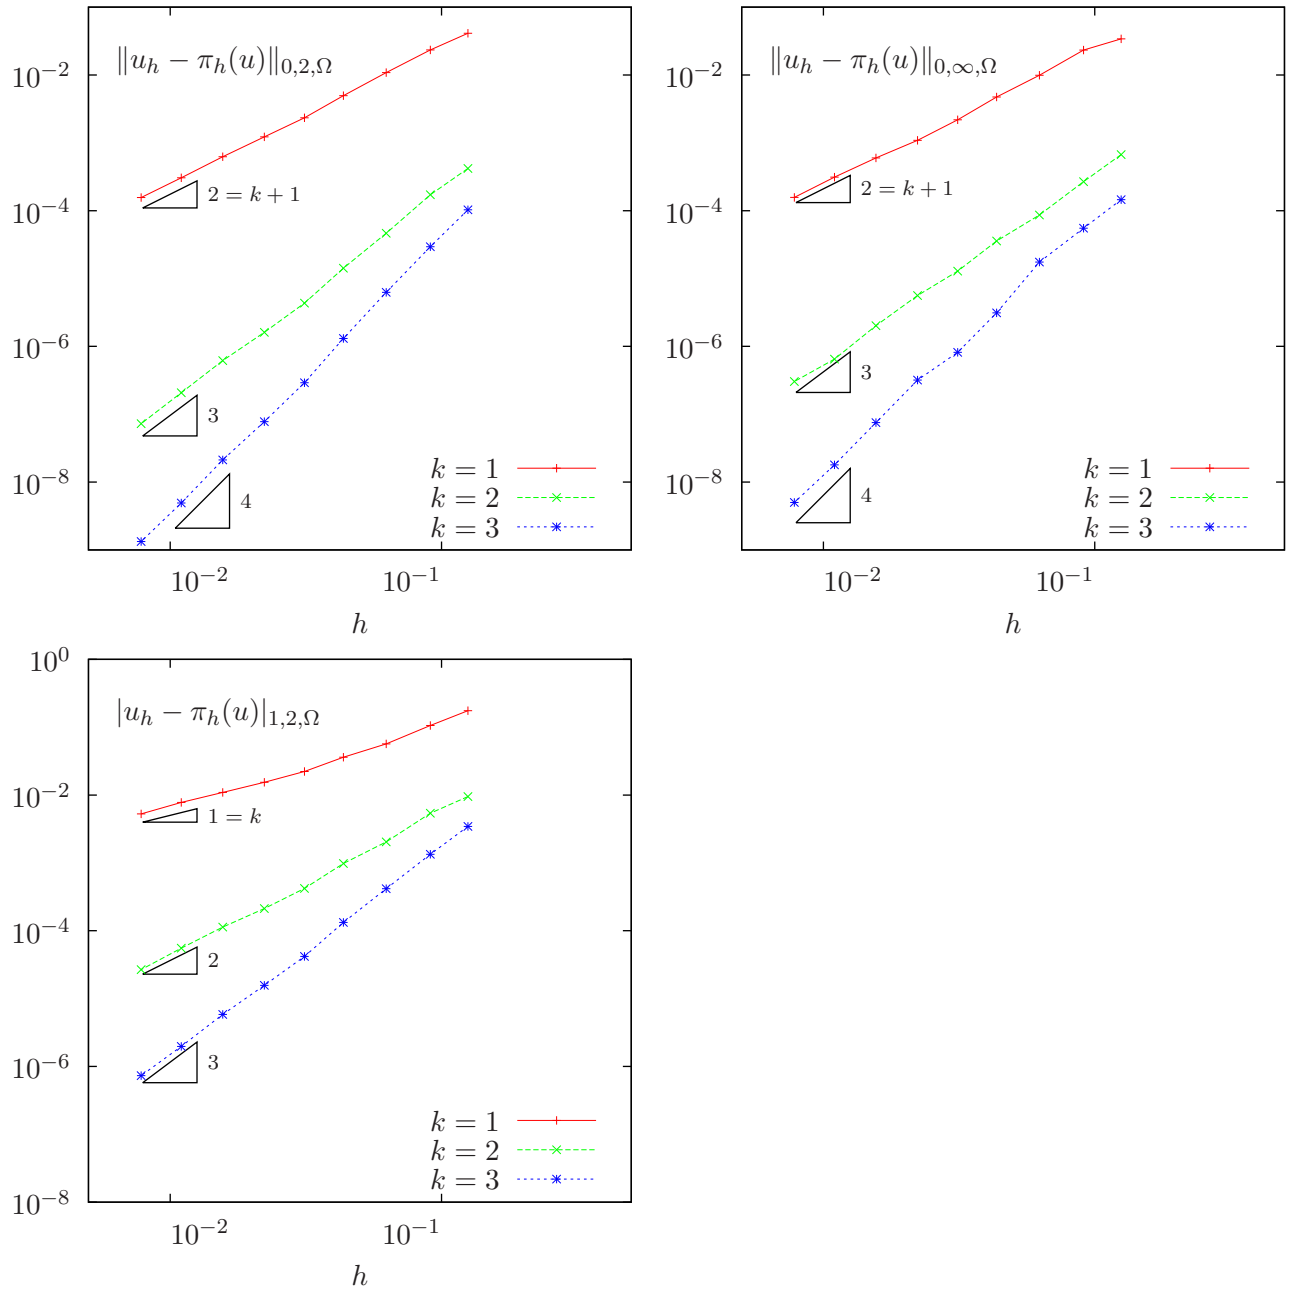 ‖u_h − π_h(u)‖_{0,2,Ω}
10^{−2}
10^{−4}
10^{−6}
10^{−8}
2 = k + 1
3
4
k = 1
k = 2
k = 3
10^{−2}
10^{−1}
h
‖u_h − π_h(u)‖_{0,∞,Ω}
10^{−2}
10^{−4}
10^{−6}
10^{−8}
2 = k + 1
3
4
k = 1
k = 2
k = 3
10^{−2}
10^{−1}
h
|u_h − π_h(u)|_{1,2,Ω}
10^{0}
10^{−2}
10^{−4}
10^{−6}
10^{−8}
1 = k
2
3
k = 1
k = 2
k = 3
10^{−2}
10^{−1}
h